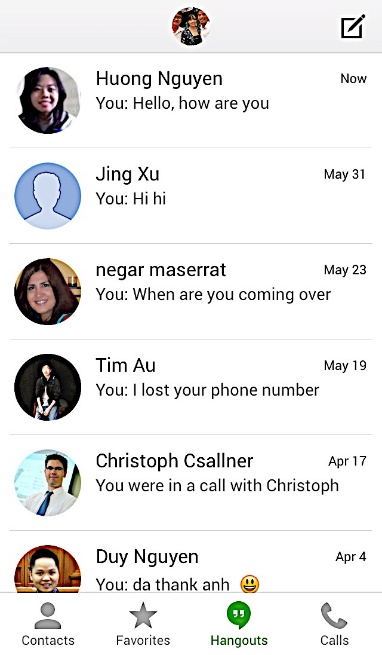 Huong Nguyen
Now
You: Hello, how are you
Jing Xu
May 31
You: Hi hi
negar maserrat
May 23
You: When are you coming over
Tim Au
May 19
You: I lost your phone number
Christoph Csallner
Apr 17
You were in a call with Christoph
Duy Nguyen
Apr 4
You: da thank anh 😃
Contacts
Favorites
Hangouts
Calls